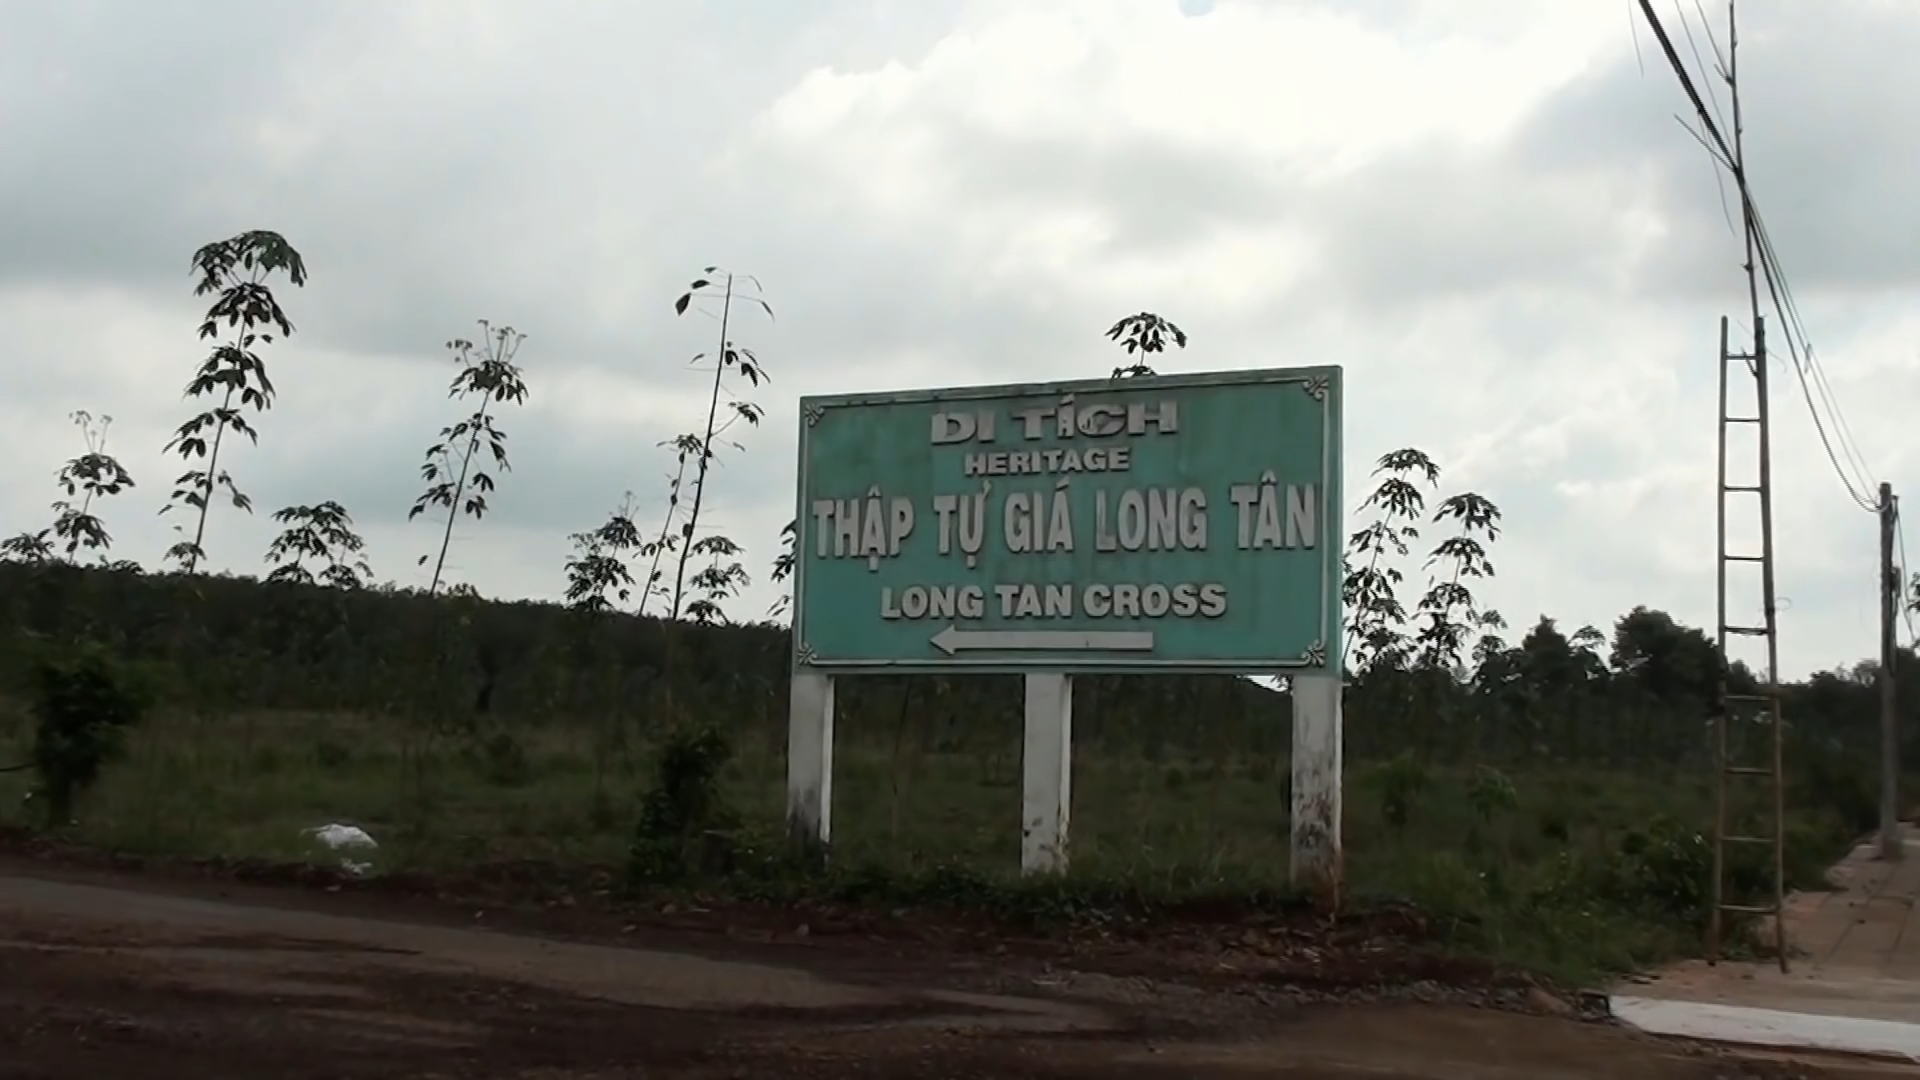 DI TÍCH
HERITAGE
THẬP TỰ GIÁ LONG TÂN
LONG TAN CROSS